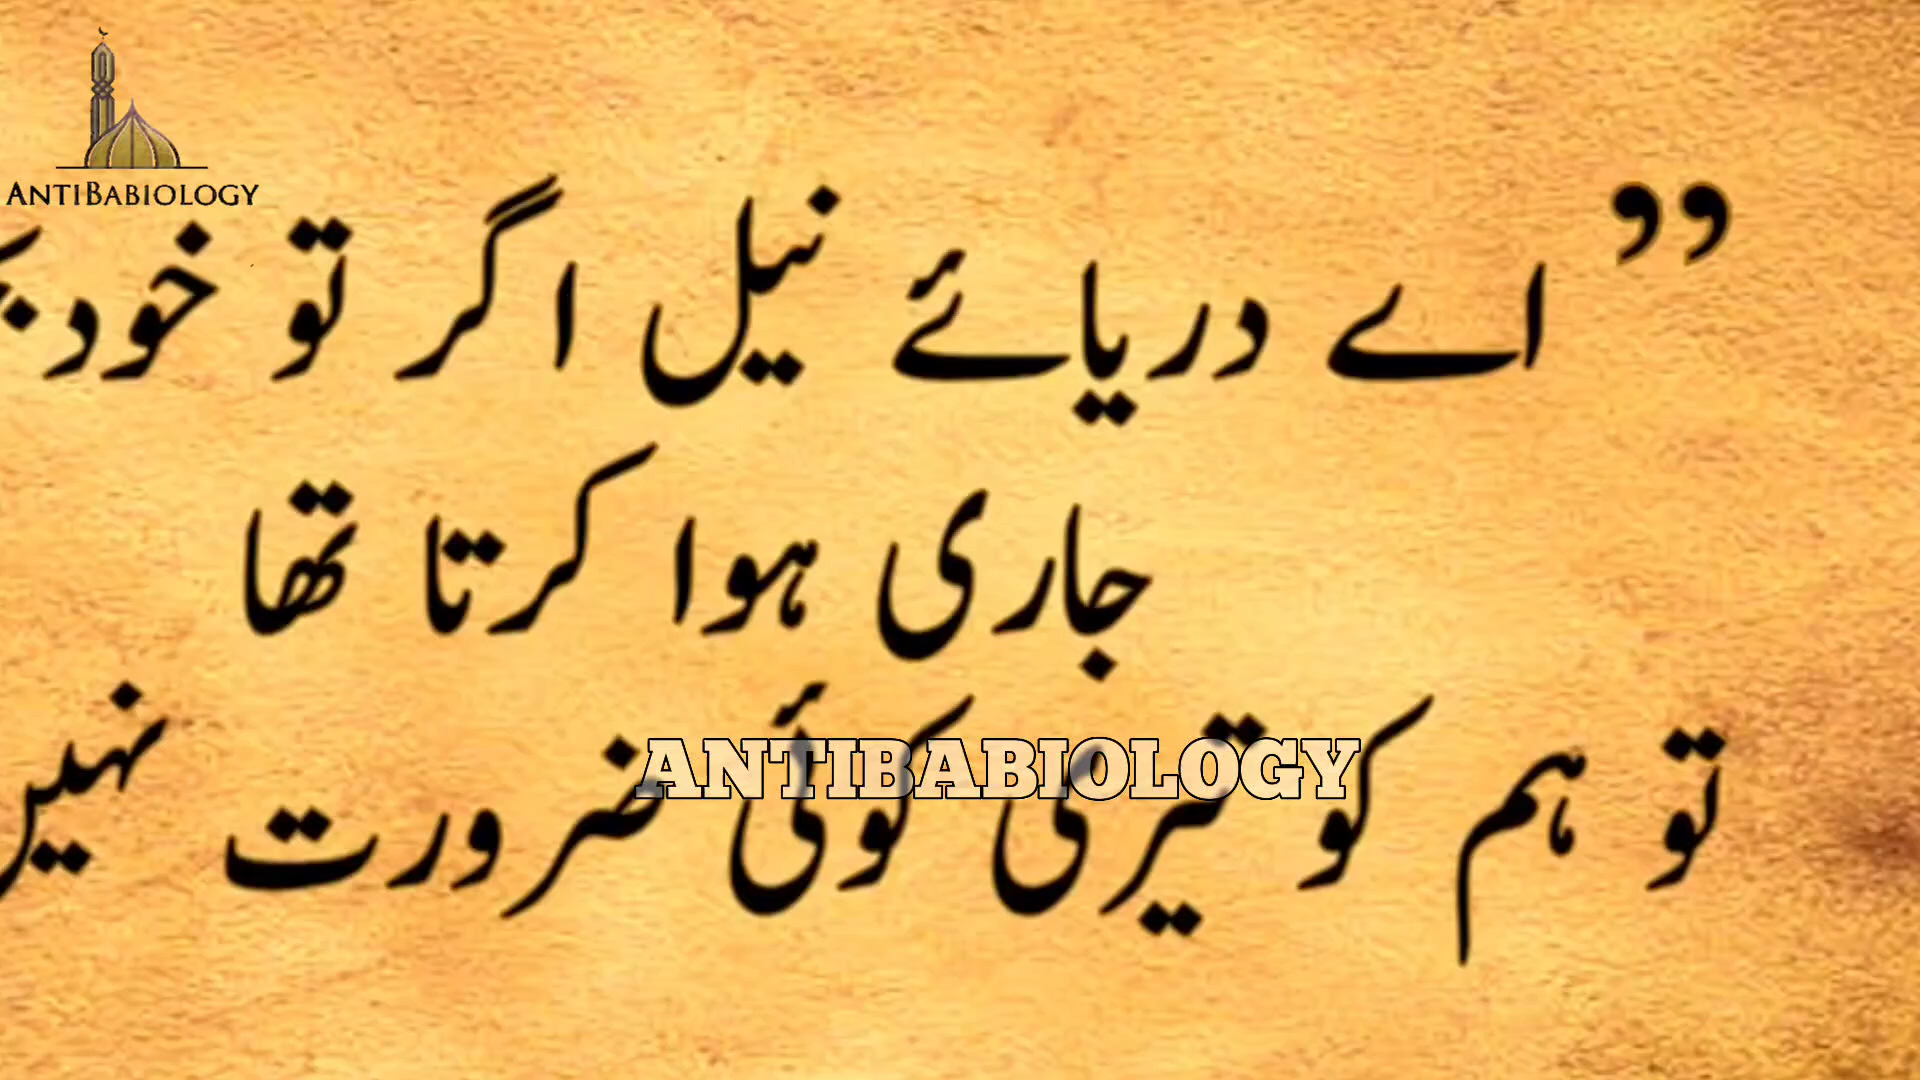 ANTIBABIOLOGY
”اے دریائے نیل اگر تو خود
جاری ہوا کرتا تھا
تو ہم کو تیری کوئی ضرورت نہیں
ANTIBABIOLOGY